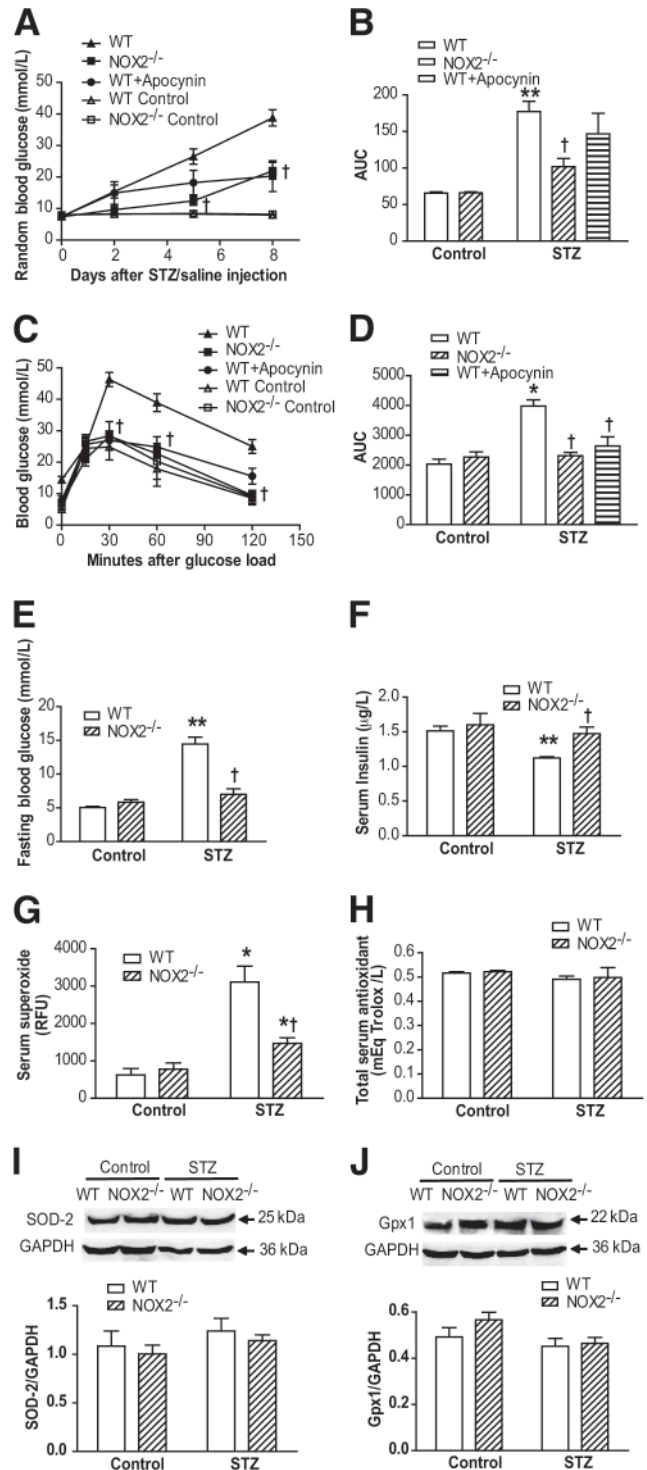 A
WT
NOX2-/-
WT+Apocynin
WT Control
NOX2-/- Control
Random blood glucose (mmol/L)
50
40
30
20
10
0
†
†
0 2 4 6 8
Days after STZ/saline injection
B
WT
NOX2-/-
WT+Apocynin
AUC
200
150
100
50
0
**
†
Control STZ
C
WT
NOX2-/-
WT+Apocynin
WT Control
NOX2-/- Control
Blood glucose (mmol/L)
50
40
30
20
10
0
†
†
†
0 30 60 90 120 150
Minutes after glucose load
D
WT
NOX2-/-
WT+Apocynin
AUC
5000
4000
3000
2000
1000
0
*
†
†
Control STZ
E
WT
NOX2-/-
Fasting blood glucose (mmol/L)
20
15
10
5
0
**
†
Control STZ
F
WT
NOX2-/-
Serum Insulin (µg/L)
2.0
1.5
1.0
0.5
0.0
**
†
Control STZ
G
WT
NOX2-/-
Serum superoxide
(RFU)
4000
3000
2000
1000
0
*
*†
Control STZ
H
WT
NOX2-/-
Total serum antioxidant
(mEq Trolox /L)
0.6
0.5
0.4
0.3
0.2
0.1
0.0
Control STZ
I
Control STZ
WT NOX2-/- WT NOX2-/-
SOD-2 25 kDa
GAPDH 36 kDa
WT
NOX2-/-
SOD-2/GAPDH
1.5
1.0
0.5
0.0
Control STZ
J
Control STZ
WT NOX2-/- WT NOX2-/-
Gpx1 22 kDa
GAPDH 36 kDa
WT
NOX2-/-
Gpx1/GAPDH
0.6
0.4
0.2
0.0
Control STZ